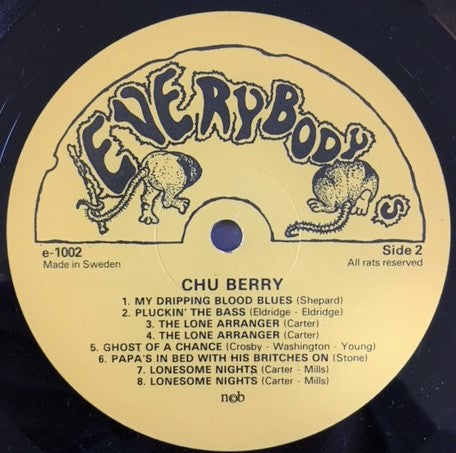 EVERYBODYS
e-1002
Made in Sweden
Side 2
All rats reserved
CHU BERRY
1. MY DRIPPING BLOOD BLUES (Shepard)
2. PLUCKIN' THE BASS (Eldridge - Eldridge)
3. THE LONE ARRANGER (Carter)
4. THE LONE ARRANGER (Carter)
5. GHOST OF A CHANCE (Crosby - Washington - Young)
6. PAPA'S IN BED WITH HIS BRITCHES ON (Stone)
7. LONESOME NIGHTS (Carter - Mills)
8. LONESOME NIGHTS (Carter - Mills)
ncb